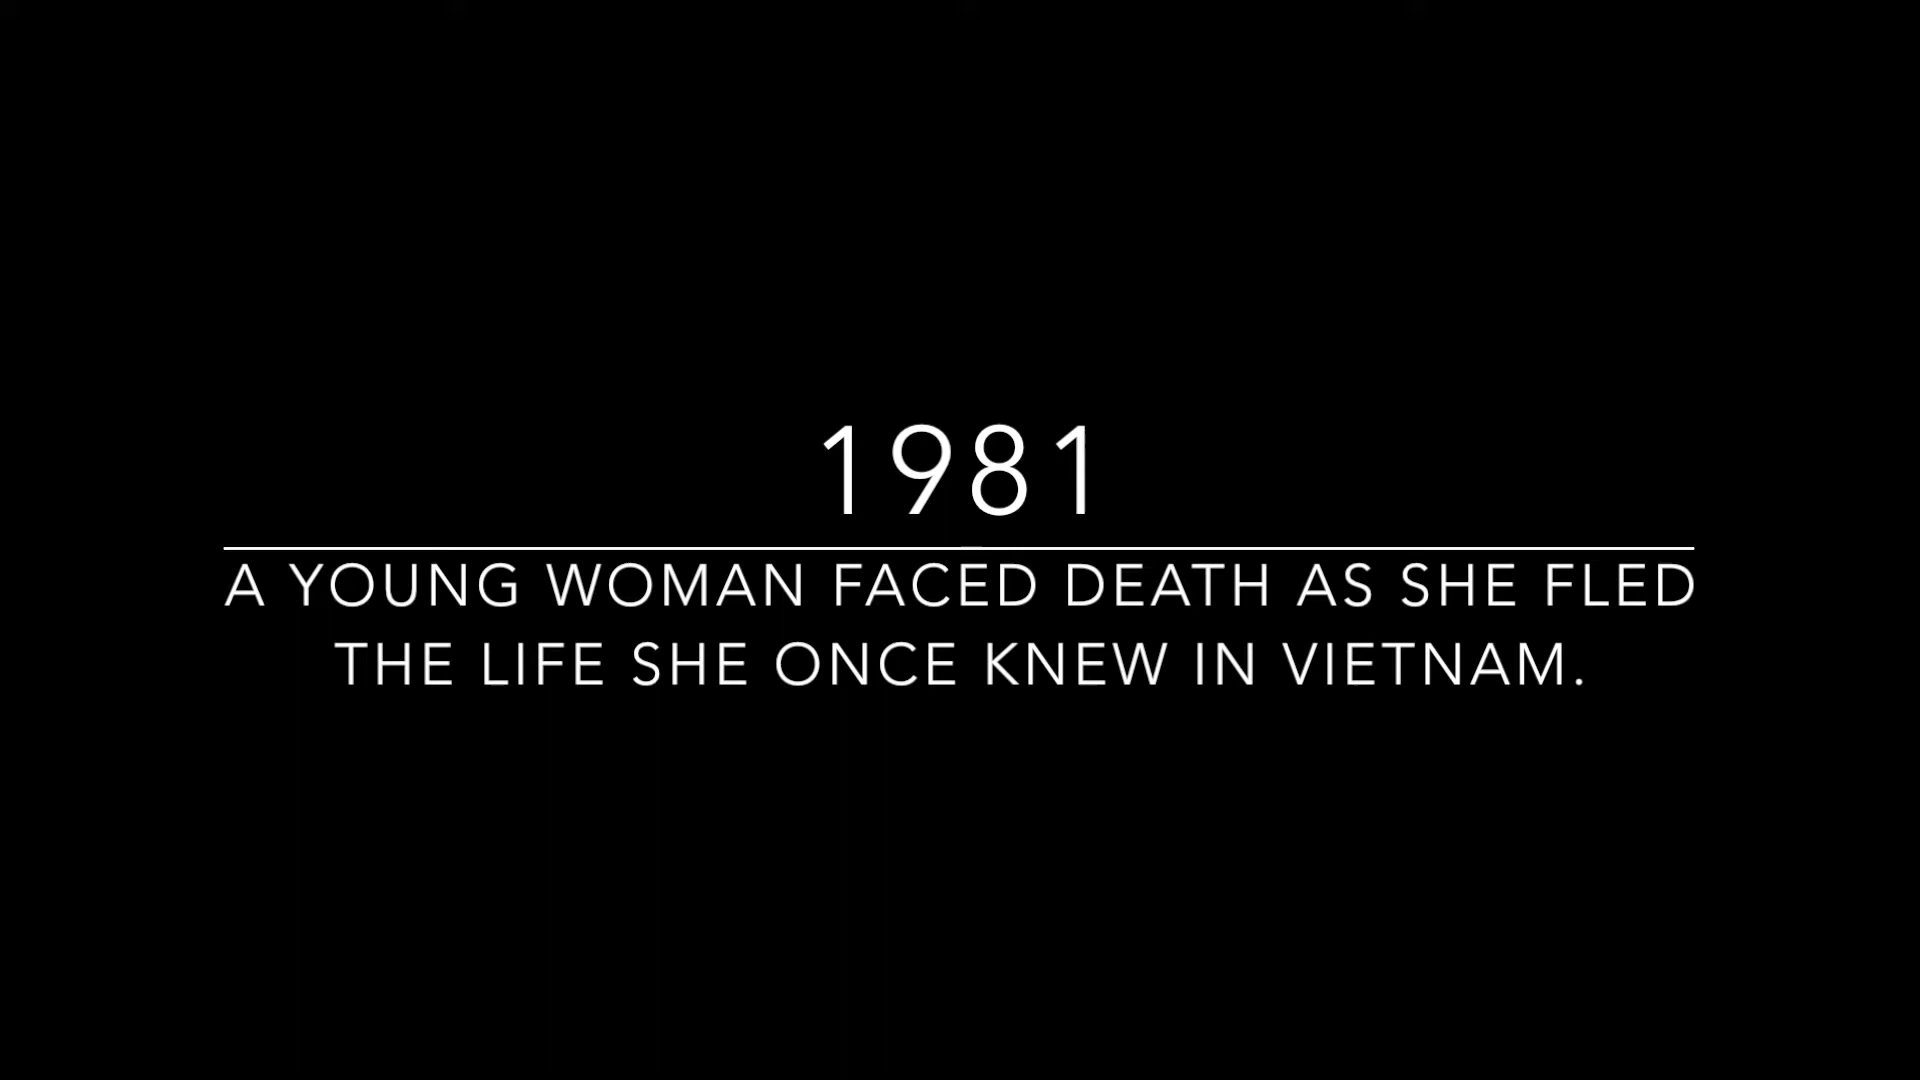 1981
A YOUNG WOMAN FACED DEATH AS SHE FLED
THE LIFE SHE ONCE KNEW IN VIETNAM.